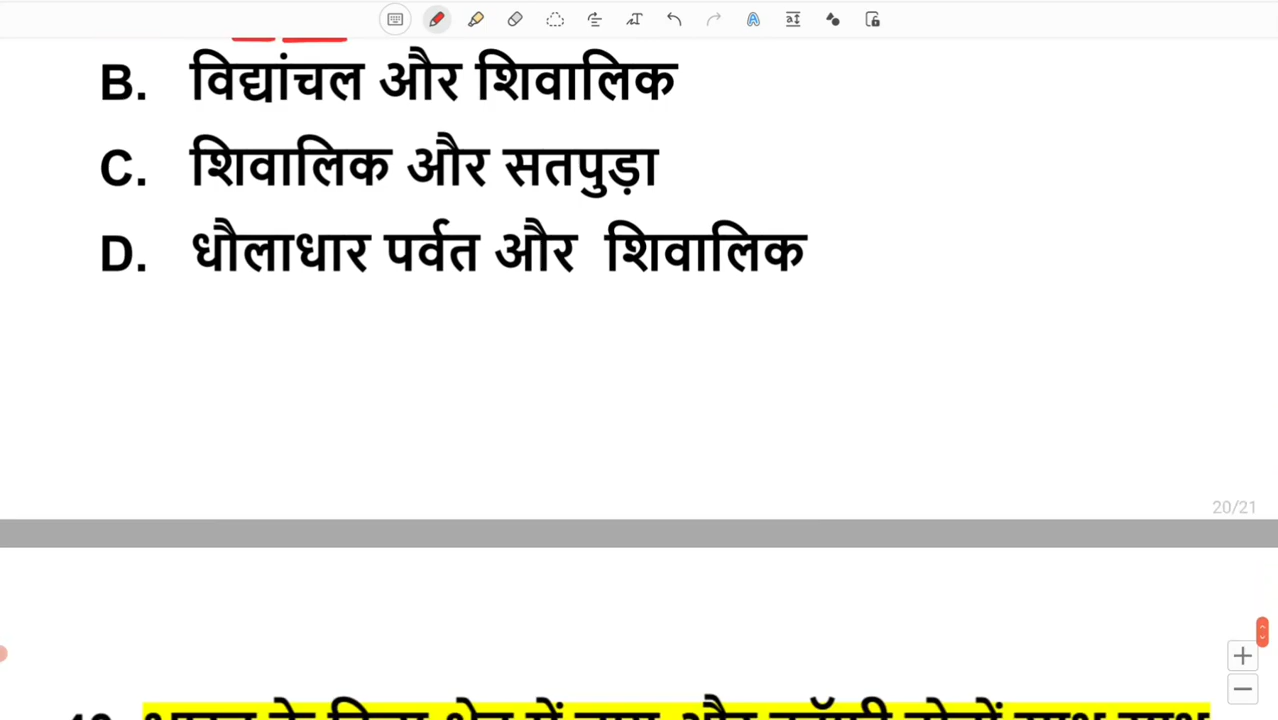 B. विद्यांचल और शिवालिक
C. शिवालिक और सतपुड़ा
D. धौलाधार पर्वत और शिवालिक
20/21